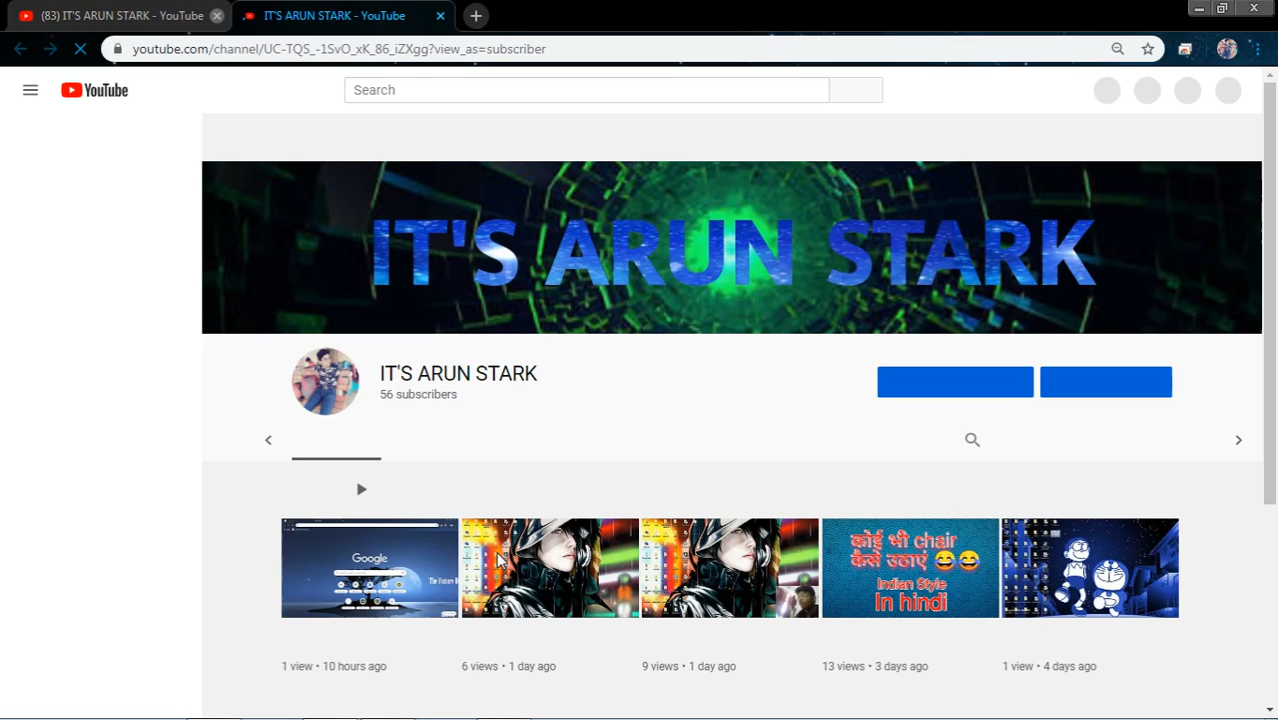 (83) IT'S ARUN STARK - YouTube
IT'S ARUN STARK - YouTube
youtube.com/channel/UC-TQS_-1SvO_xK_86_iZXgg?view_as=subscriber
YouTube
Search
IT'S ARUN STARK
IT'S ARUN STARK
56 subscribers
Google
कोई भी chair
कैसे उठाएं 😂😂
Indian Style
In hindi
1 view • 10 hours ago
6 views • 1 day ago
9 views • 1 day ago
13 views • 3 days ago
1 view • 4 days ago